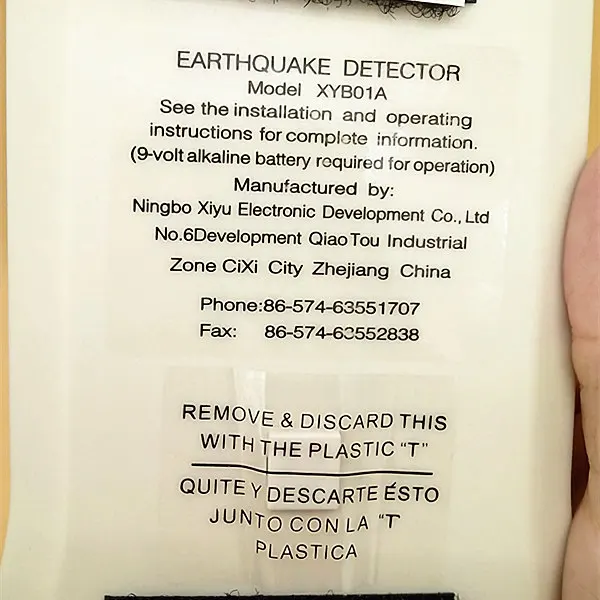 EARTHQUAKE DETECTOR
Model XYB01A
See the installation and operating
instructions for complete information.
(9-volt alkaline battery required for operation)
Manufactured by:
Ningbo Xiyu Electronic Development Co., Ltd
No.6Development QiaoTou Industrial
Zone CiXi City Zhejiang China
Phone:86-574-63551707
Fax: 86-574-63552838
REMOVE & DISCARD THIS
WITH THE PLASTIC “T”
QUITE Y DESCARTE ÉSTO
JUNTO CON LA “T
PLASTICA